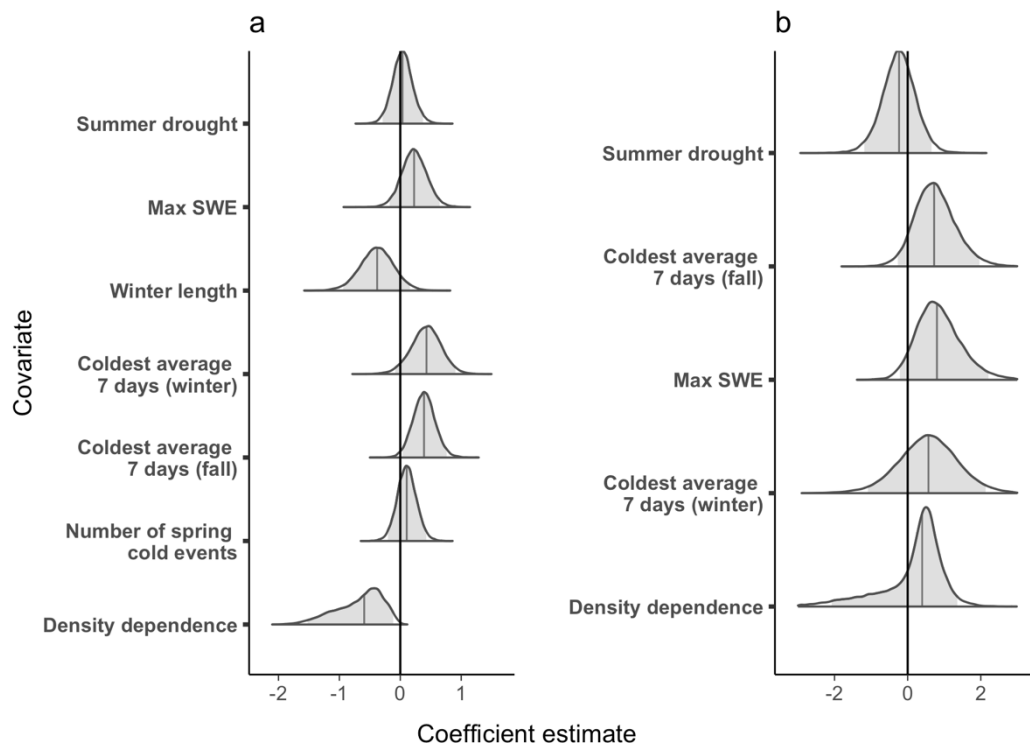 a
Summer drought
Max SWE
Winter length
Coldest average
7 days (winter)
Coldest average
7 days (fall)
Number of spring
cold events
Density dependence
-2 -1 0 1
b
Summer drought
Coldest average
7 days (fall)
Max SWE
Coldest average
7 days (winter)
Density dependence
-2 0 2
Covariate
Coefficient estimate